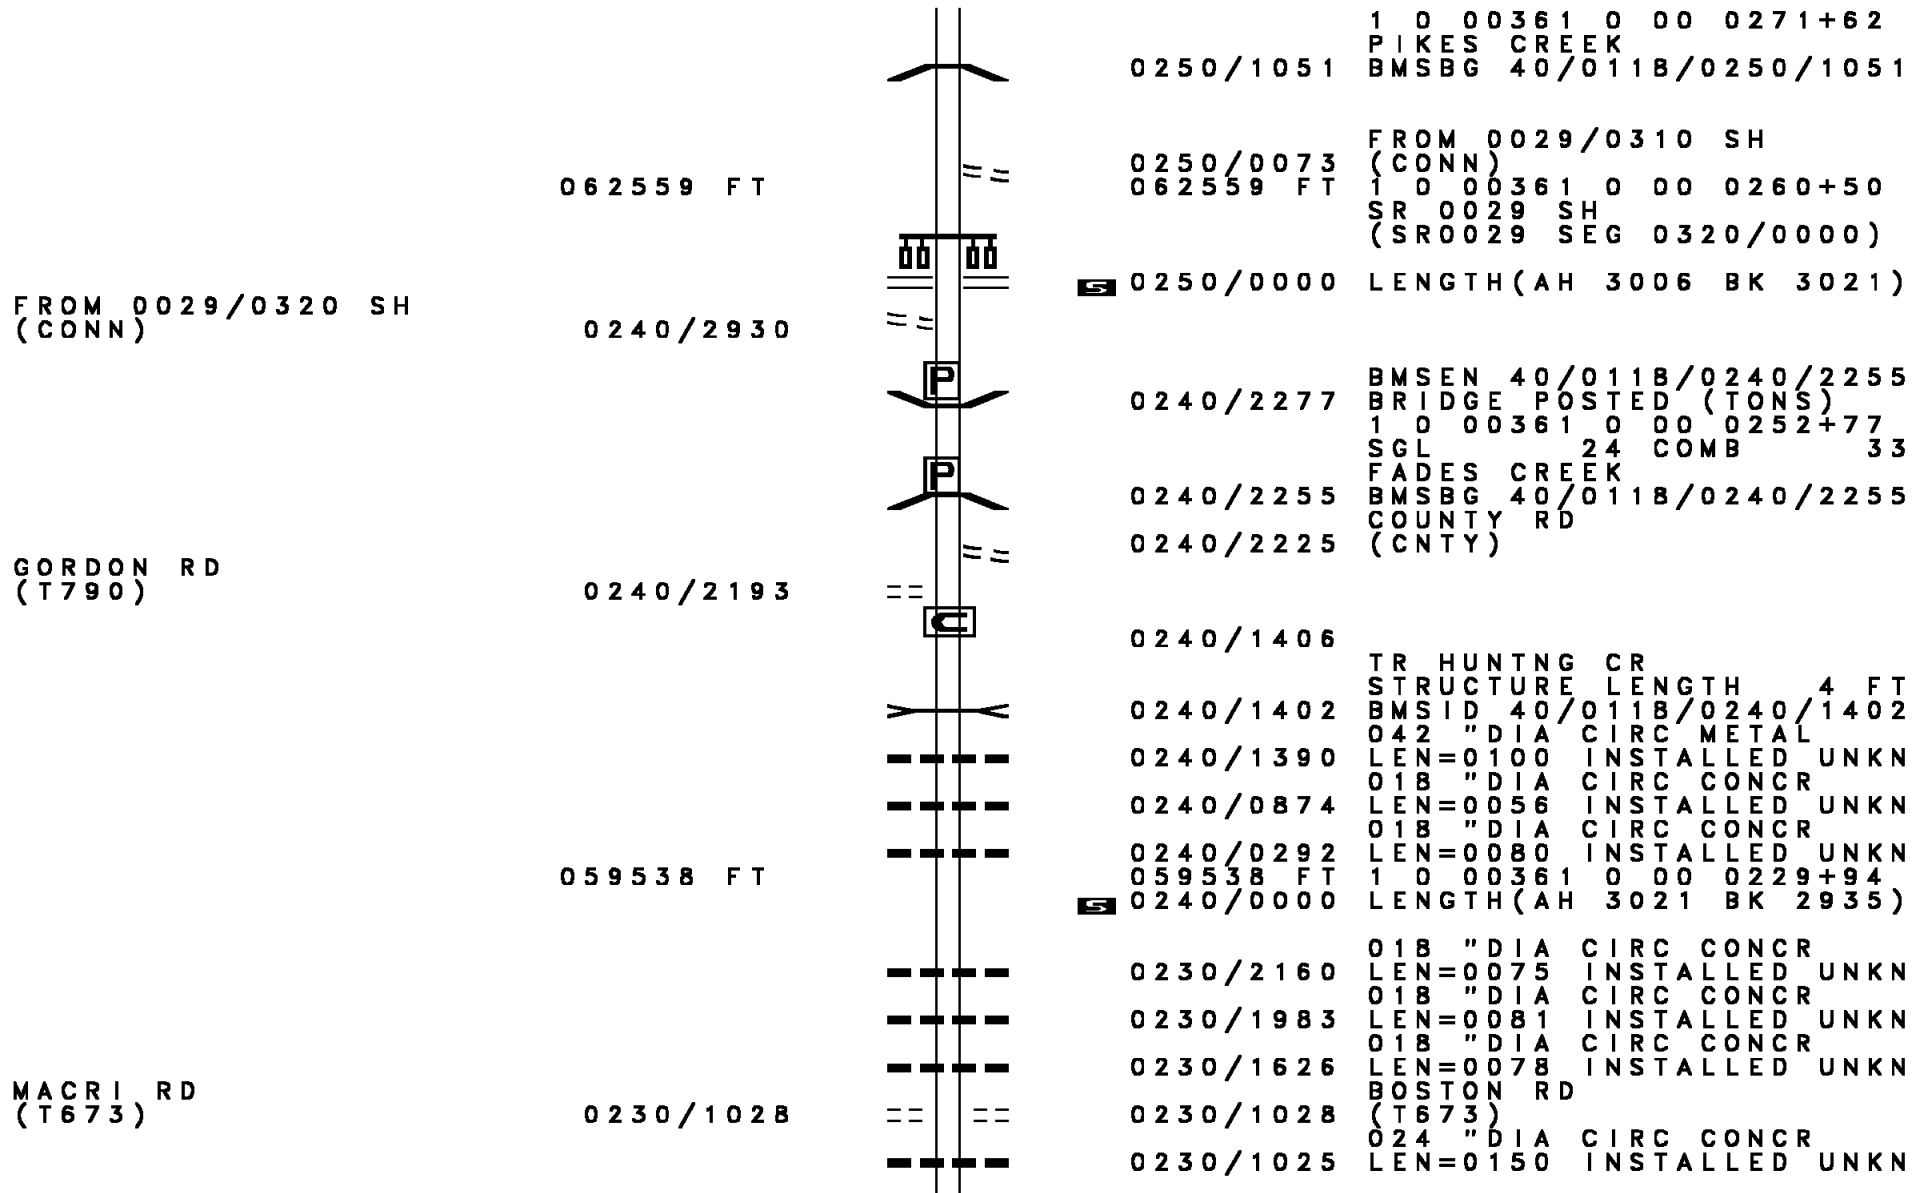 1 0 00361 0 00 0271+62
PIKES CREEK
0250/1051 BMSBG 40/0118/0250/1051
FROM 0029/0310 SH
0250/0073 (CONN)
062559 FT 062559 FT 1 0 00361 0 00 0260+50
SR 0029 SH
(SR0029 SEG 0320/0000)
S 0250/0000 LENGTH(AH 3006 BK 3021)
FROM 0029/0320 SH
(CONN) 0240/2930
P
BMSEN 40/0118/0240/2255
0240/2277 BRIDGE POSTED (TONS)
1 0 00361 0 00 0252+77
SGL 24 COMB 33
P
FADES CREEK
0240/2255 BMSBG 40/0118/0240/2255
COUNTY RD
0240/2225 (CNTY)
GORDON RD
(T790) 0240/2193
C
0240/1406
TR HUNTNG CR
STRUCTURE LENGTH 4 FT
0240/1402 BMSID 40/0118/0240/1402
042 "DIA CIRC METAL
0240/1390 LEN=0100 INSTALLED UNKN
018 "DIA CIRC CONCR
0240/0874 LEN=0056 INSTALLED UNKN
018 "DIA CIRC CONCR
0240/0292 LEN=0080 INSTALLED UNKN
059538 FT 059538 FT 1 0 00361 0 00 0229+94
S 0240/0000 LENGTH(AH 3021 BK 2935)
018 "DIA CIRC CONCR
0230/2160 LEN=0075 INSTALLED UNKN
018 "DIA CIRC CONCR
0230/1983 LEN=0081 INSTALLED UNKN
018 "DIA CIRC CONCR
0230/1626 LEN=0078 INSTALLED UNKN
MACRI RD BOSTON RD
(T673) 0230/1028 0230/1028 (T673)
024 "DIA CIRC CONCR
0230/1025 LEN=0150 INSTALLED UNKN